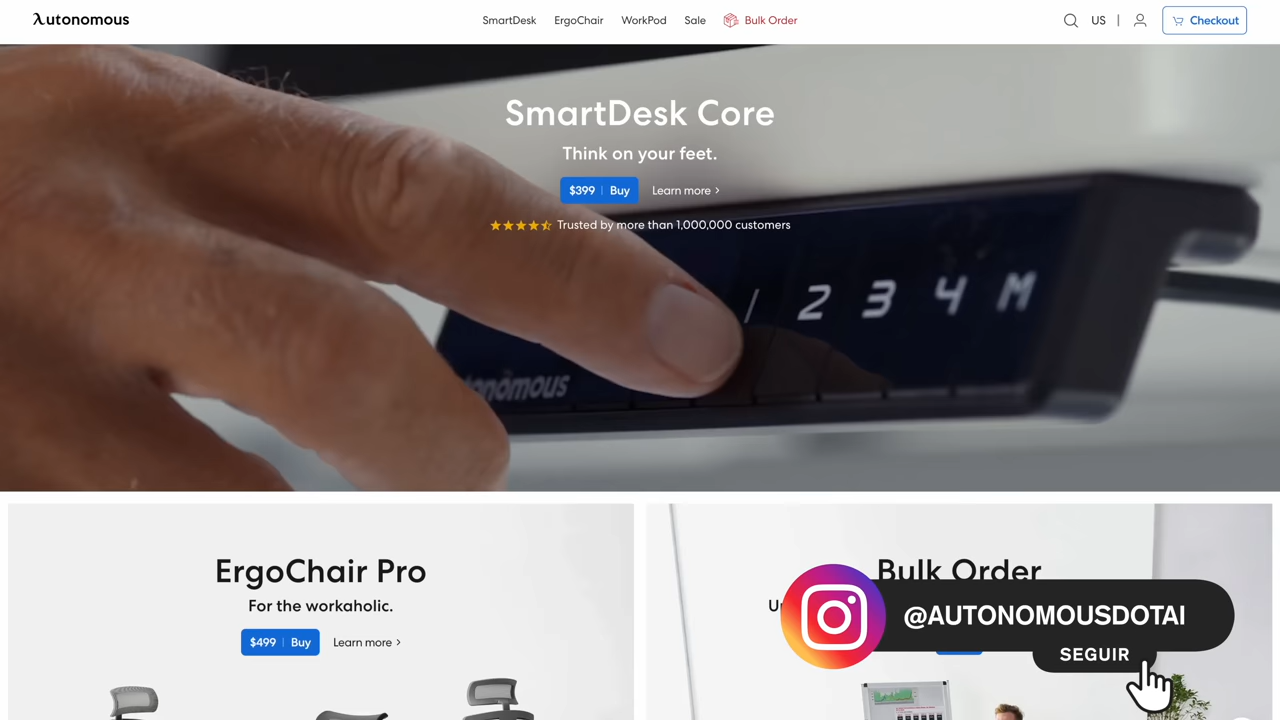 Autonomous
SmartDesk ErgoChair WorkPod Sale Bulk Order US | Checkout
SmartDesk Core
Think on your feet.
$399 | Buy Learn more >
Trusted by more than 1,000,000 customers
/ 2 3 4 M
ErgoChair Pro
For the workaholic.
$499 | Buy Learn more >
Bulk Order
@AUTONOMOUSDOTAI
SEGUIR